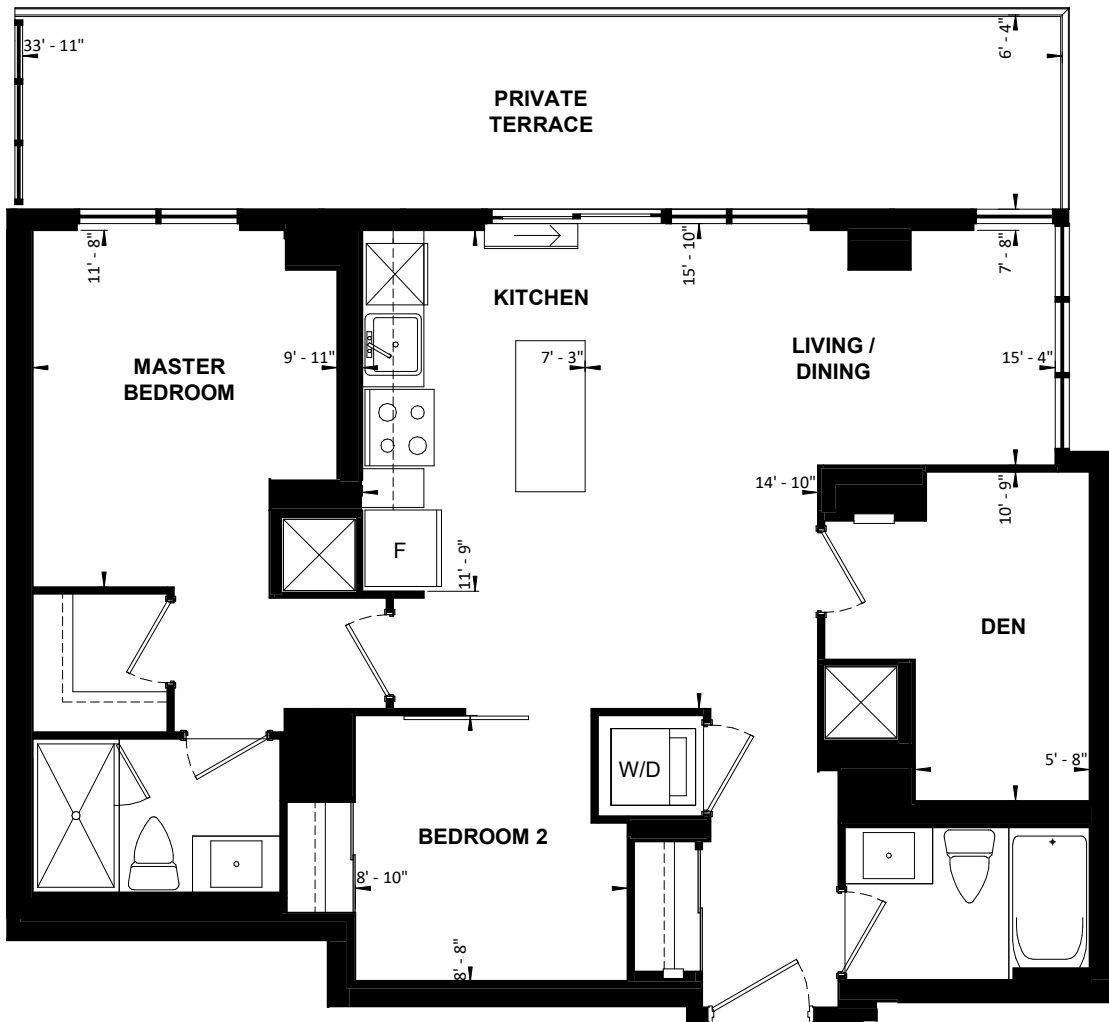 33' - 11"
6' - 4"
PRIVATE
TERRACE
11' - 8"
15' - 10"
7' - 8"
KITCHEN
MASTER
BEDROOM
9' - 11"
7' - 3"
LIVING /
DINING
15' - 4"
14' - 10"
10' - 9"
F
11' - 9"
DEN
W/D
5' - 8"
BEDROOM 2
8' - 10"
8' - 8"